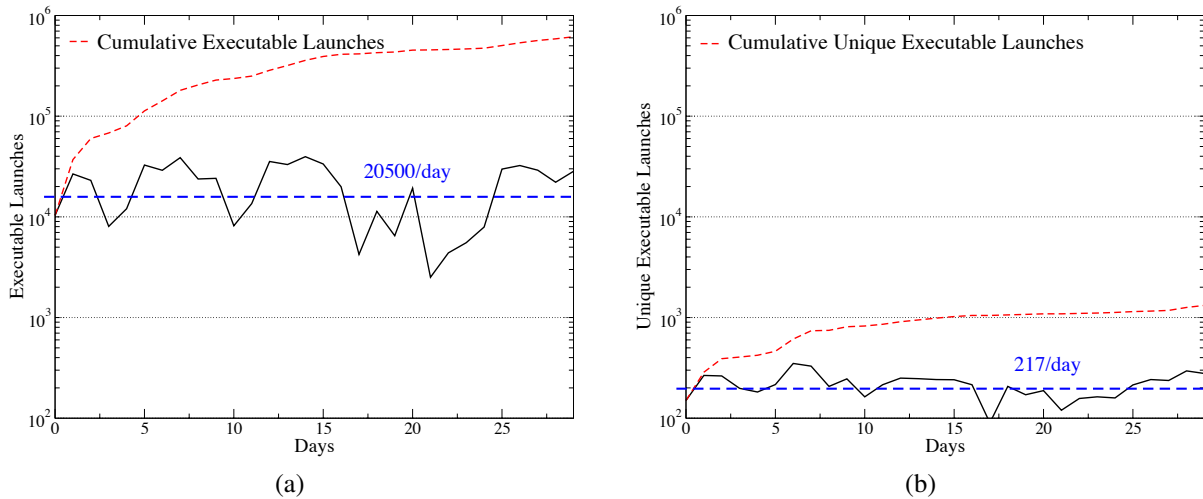 Cumulative Executable Launches
20500/day
Executable Launches
10^6
10^5
10^4
10^3
10^2
0 5 10 15 20 25
Days
(a)
Cumulative Unique Executable Launches
217/day
Unique Executable Launches
10^6
10^5
10^4
10^3
10^2
0 5 10 15 20 25
Days
(b)